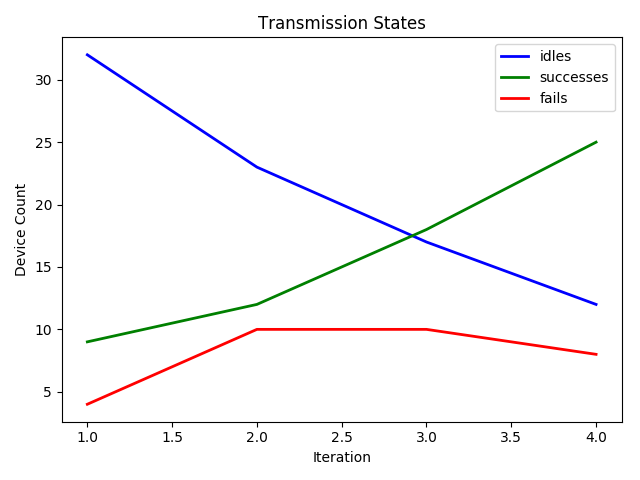 Transmission States
idles
successes
fails
Device Count
30
25
20
15
10
5
1.0 1.5 2.0 2.5 3.0 3.5 4.0
Iteration